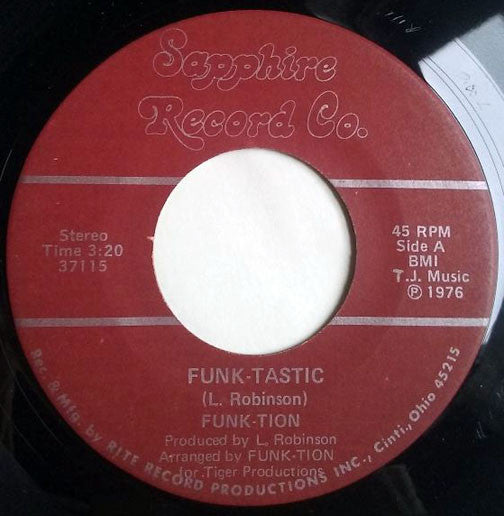 Sapphire
Record Co.
Stereo
Time 3:20
37115
45 RPM
Side A
BMI
T.J. Music
℗ 1976
FUNK-TASTIC
(L. Robinson)
FUNK-TION
Produced by L. Robinson
Arranged by FUNK-TION
for Tiger Productions
Rec. & Mfg. by RITE RECORD PRODUCTIONS INC., Cinti., Ohio 45215